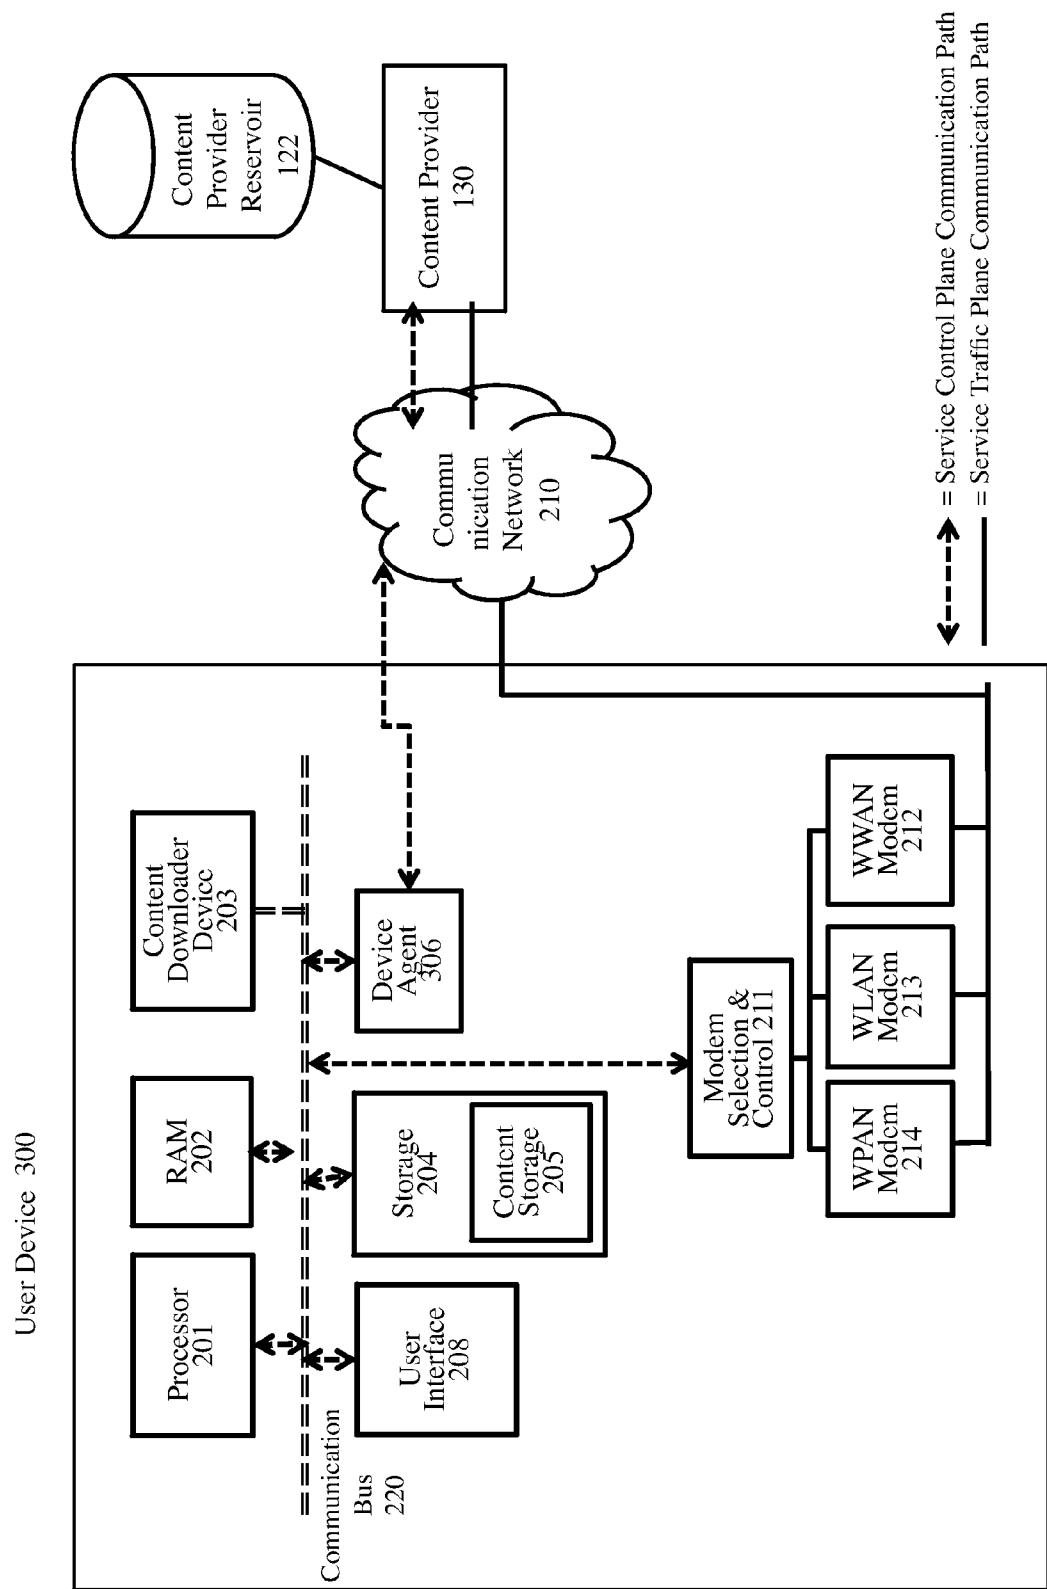 User Device 300
Processor
201
RAM
202
Content
Downloader
Device
203
Communication
Bus
220
User
Interface
208
Storage
204
Content
Storage
205
Device
Agent
306
Modem
Selection &
Control 211
WPAN
Modem
214
WLAN
Modem
213
WWAN
Modem
212
Commu
nication
Network
210
Content Provider
130
Content
Provider
Reservoir
122
= Service Control Plane Communication Path
= Service Traffic Plane Communication Path